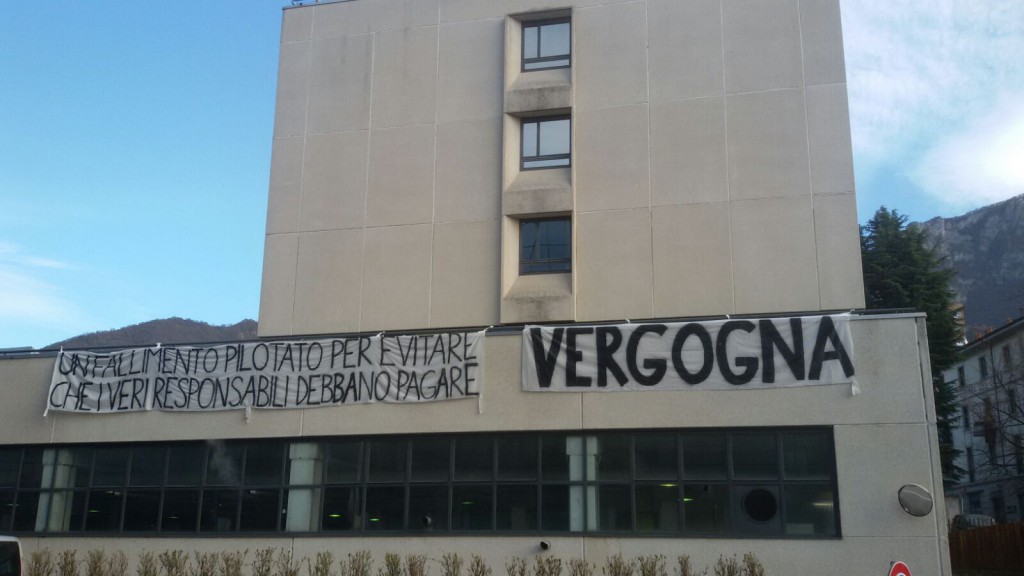 UN FALLIMENTO PILOTATO PER EVITARE
CHE I VERI RESPONSABILI DEBBANO PAGARE
VERGOGNA